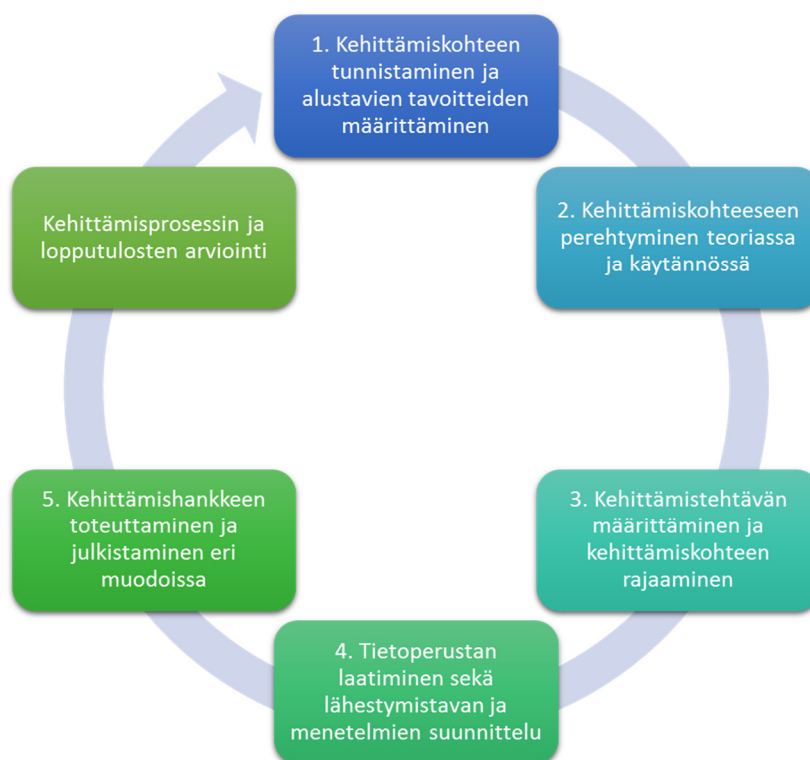 1. Kehittämiskohteen
tunnistaminen ja
alustavien tavoitteiden
määrittäminen
2. Kehittämiskohteeseen
perehtyminen teoriassa
ja käytännössä
3. Kehittämistehtävän
määrittäminen ja
kehittämiskohteen
rajaaminen
4. Tietoperustan
laatiminen sekä
lähestymistavan ja
menetelmien suunnittelu
5. Kehittämishankkeen
toteuttaminen ja
julkistaminen eri
muodoissa
Kehittämisprosessin ja
lopputulosten arviointi